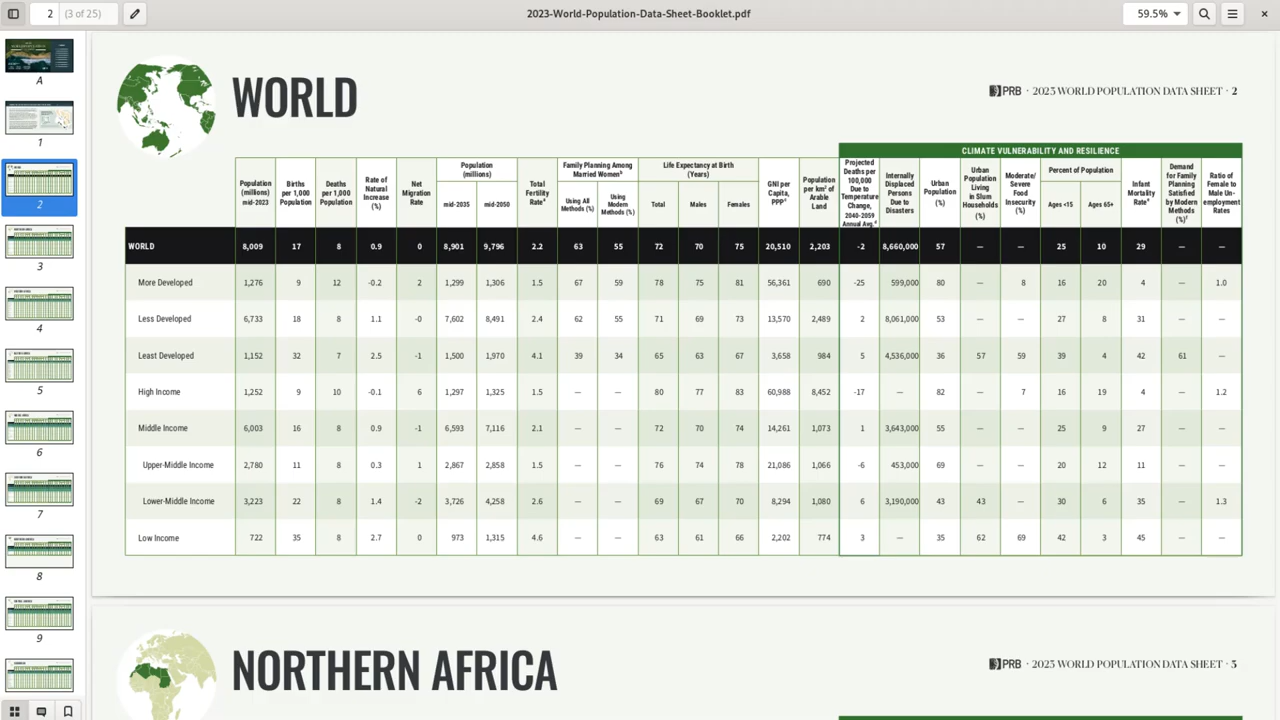 2 (3 of 25) 2023-World-Population-Data-Sheet-Booklet.pdf 59.5%
A
1
2
3
4
5
6
7
8
9
WORLD
PRB · 2023 WORLD POPULATION DATA SHEET · 2
CLIMATE VULNERABILITY AND RESILIENCE
Population (millions) mid-2023
Births per 1,000 Population
Deaths per 1,000 Population
Rate of Natural Increase (%)
Net Migration Rate
Population (millions)
mid-2035 mid-2050
Total Fertility Rate
Family Planning Among Married Women
Using All Methods (%) Using Modern Methods (%)
Life Expectancy at Birth (Years)
Total Males Females
GNI per Capita, PPP
Population per km² of Arable Land
Projected Deaths per 100,000 Due to Temperature Change, 2040-2059 Annual Avg.
Internally Displaced Persons Due to Disasters
Urban Population (%)
Urban Population Living in Slum Households (%)
Moderate/ Severe Food Insecurity (%)
Percent of Population
Ages <15 Ages 65+
Infant Mortality Rate
Demand for Family Planning Satisfied by Modern Methods (%)
Ratio of Female to Male Un-employment Rates
WORLD 8,009 17 8 0.9 0 8,901 9,796 2.2 63 55 72 70 75 20,510 2,203 -2 8,660,000 57 — — 25 10 29 — —
More Developed 1,276 9 12 -0.2 2 1,299 1,306 1.5 67 59 78 75 81 56,361 690 -25 599,000 80 — 8 16 20 4 — 1.0
Less Developed 6,733 18 8 1.1 -0 7,602 8,491 2.4 62 55 71 69 73 13,570 2,489 2 8,061,000 53 — — 27 8 31 — —
Least Developed 1,152 32 7 2.5 -1 1,500 1,970 4.1 39 34 65 63 67 3,658 984 5 4,536,000 36 57 59 39 4 42 61 —
High Income 1,252 9 10 -0.1 6 1,297 1,325 1.5 — — 80 77 83 60,988 8,452 -17 — 82 — 7 16 19 4 — 1.2
Middle Income 6,003 16 8 0.9 -1 6,593 7,116 2.1 — — 72 70 74 14,261 1,073 1 3,643,000 55 — — 25 9 27 — —
Upper-Middle Income 2,780 11 8 0.3 1 2,867 2,858 1.5 — — 76 74 78 21,086 1,066 -6 453,000 69 — — 20 12 11 — —
Lower-Middle Income 3,223 22 8 1.4 -2 3,726 4,258 2.6 — — 69 67 70 8,294 1,080 6 3,190,000 43 43 — 30 6 35 — 1.3
Low Income 722 35 8 2.7 0 973 1,315 4.6 — — 63 61 66 2,202 774 3 — 35 62 69 42 3 45 — —
NORTHERN AFRICA
PRB · 2023 WORLD POPULATION DATA SHEET · 3